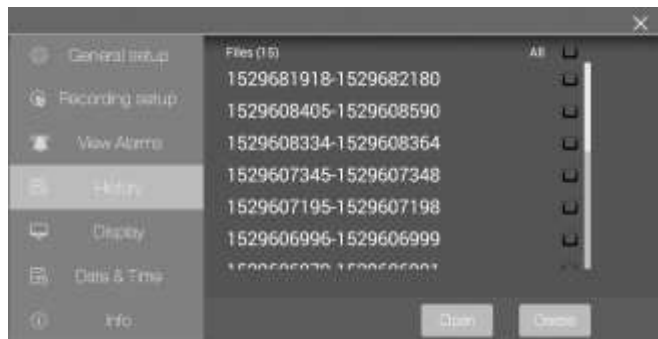 General setup
Recording setup
View Alarms
History
Display
Date & Time
Info
Files (15)
All
1529681918-1529682180
1529608405-1529608590
1529608334-1529608364
1529607345-1529607348
1529607195-1529607198
1529606996-1529606999
Open
Delete